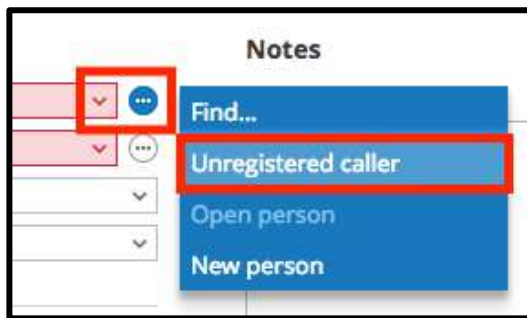 Notes
Find...
Unregistered caller
Open person
New person